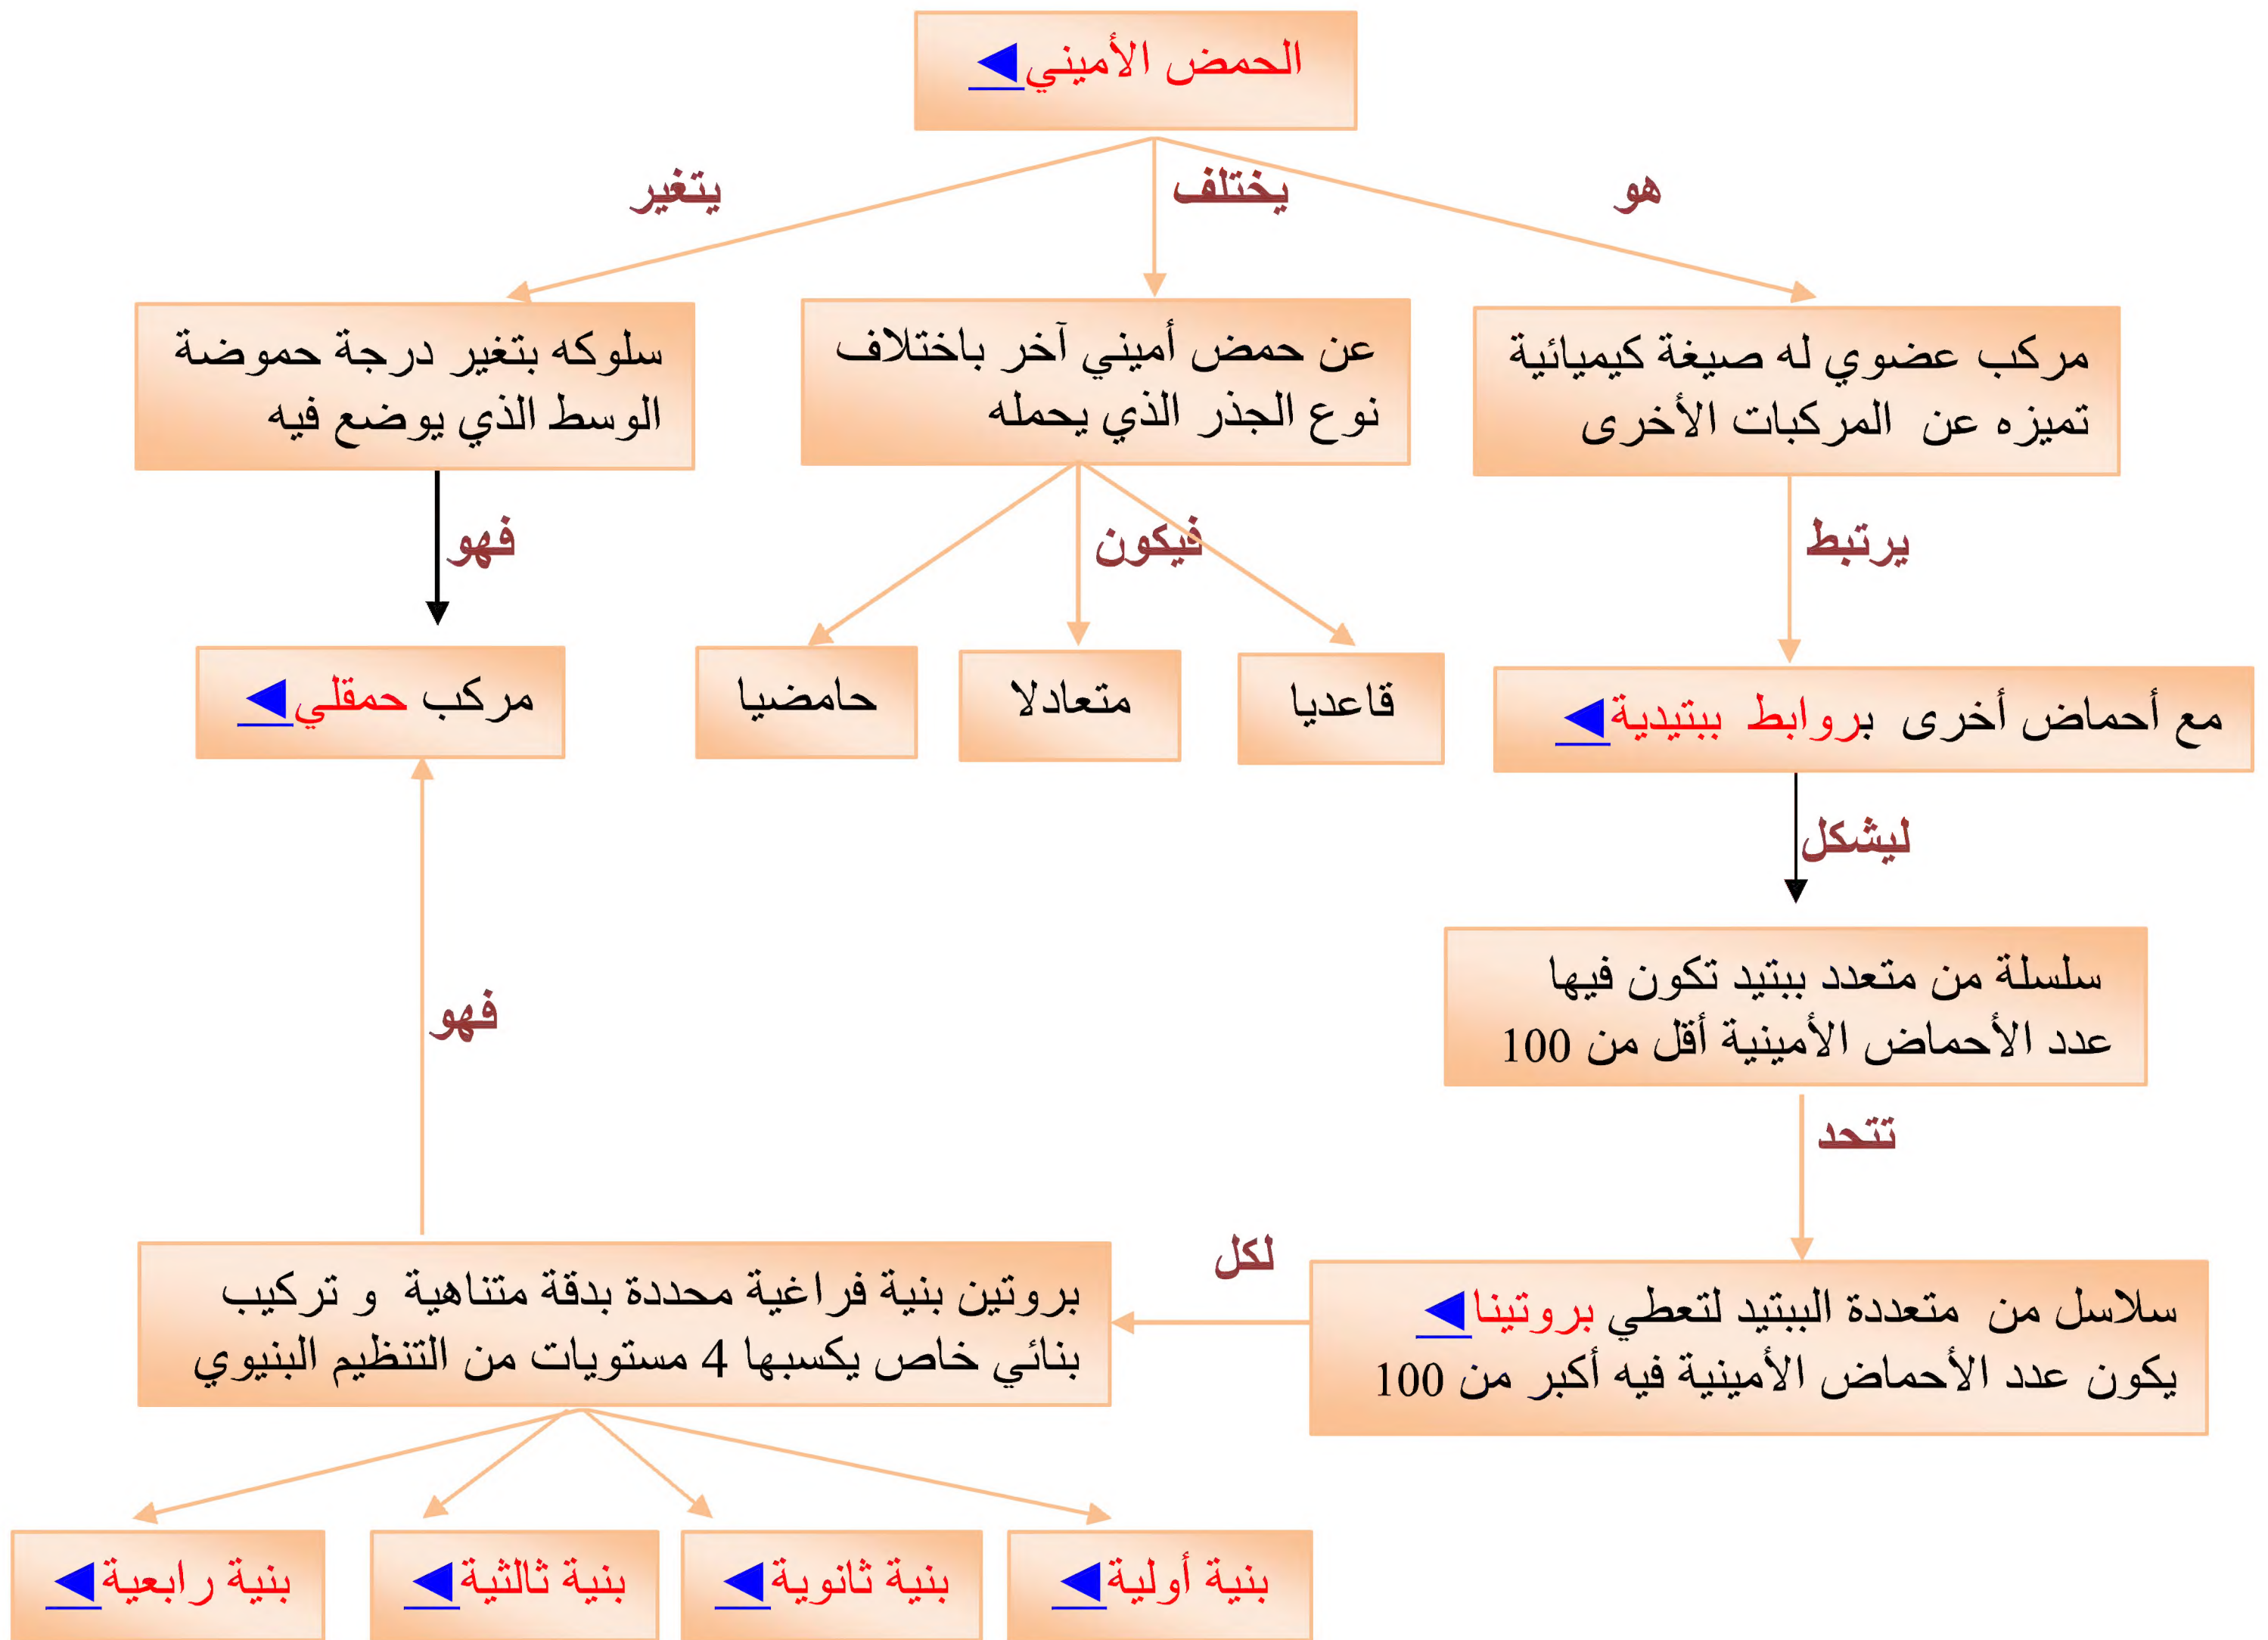 الحمض الأميني
هو
يختلف
يتغير
مركب عضوي له صيغة كيميائية
تميزه عن المركبات الأخرى
عن حمض أميني آخر باختلاف
نوع الجذر الذي يحمله
سلوكه بتغير درجة حموضة
الوسط الذي يوضع فيه
يرتبط
فيكون
فهو
مع أحماض أخرى بروابط ببتيدية
قاعديا
متعادلا
حامضيا
مركب حمقلي
ليشكل
سلسلة من متعدد ببتيد تكون فيها
عدد الأحماض الأمينية أقل من 100
فهو
تتحد
سلاسل من متعددة الببتيد لتعطي بروتينا
يكون عدد الأحماض الأمينية فيه أكبر من 100
لكل
بروتين بنية فراغية محددة بدقة متناهية و تركيب
بنائي خاص يكسبها 4 مستويات من التنظيم البنيوي
بنية أولية
بنية ثانوية
بنية ثالثية
بنية رابعية